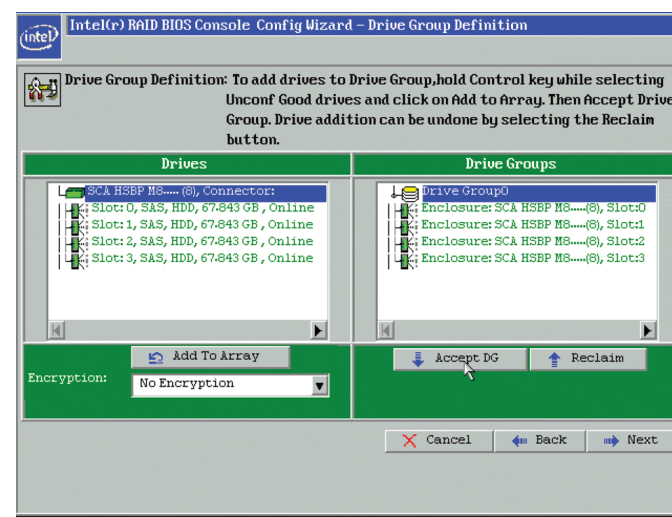 Intel(r) RAID BIOS Console Config Wizard – Drive Group Definition
intel
Drive Group Definition: To add drives to Drive Group,hold Control key while selecting
Unconf Good drives and click on Add to Array. Then Accept Drive
Group. Drive addition can be undone by selecting the Reclaim
button.
Drives
SCA HSBP M8..... (8), Connector:
Slot: 0, SAS, HDD, 67.843 GB , Online
Slot: 1, SAS, HDD, 67.843 GB , Online
Slot: 2, SAS, HDD, 67.843 GB , Online
Slot: 3, SAS, HDD, 67.843 GB , Online
Add To Array
Encryption:
No Encryption
Drive Groups
Drive Group0
Enclosure: SCA HSBP M8.....(8), Slot:0
Enclosure: SCA HSBP M8.....(8), Slot:1
Enclosure: SCA HSBP M8.....(8), Slot:2
Enclosure: SCA HSBP M8.....(8), Slot:3
Accept DG
Reclaim
Cancel
Back
Next